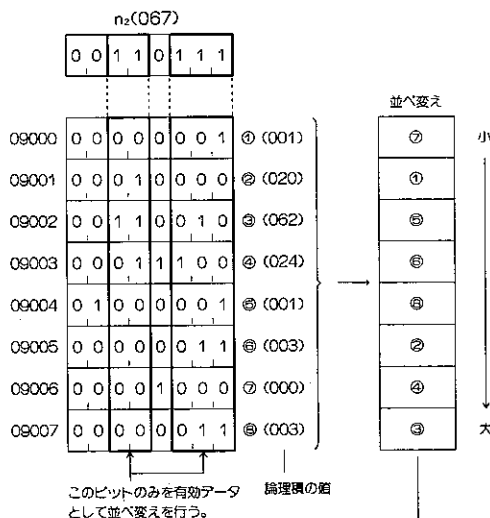 n₂(067)
0 0 1 1 0 1 1 1
並べ変え
09000 0 0 0 0 0 0 0 1 ① (001) ⑦ 小
09001 0 0 0 1 0 0 0 0 ② (020) ①
09002 0 0 1 1 0 0 1 0 ③ (062) ⑤
09003 0 0 0 1 1 1 0 0 ④ (024) ⑥
09004 0 1 0 0 0 0 0 1 ⑤ (001) ⑧
09005 0 0 0 0 0 0 1 1 ⑥ (003) ②
09006 0 0 0 0 1 0 0 0 ⑦ (000) ④
09007 0 0 0 0 0 0 1 1 ⑧ (003) ③ 大
このビットのみを有効データ
として並べ変えを行う。
論理積の値